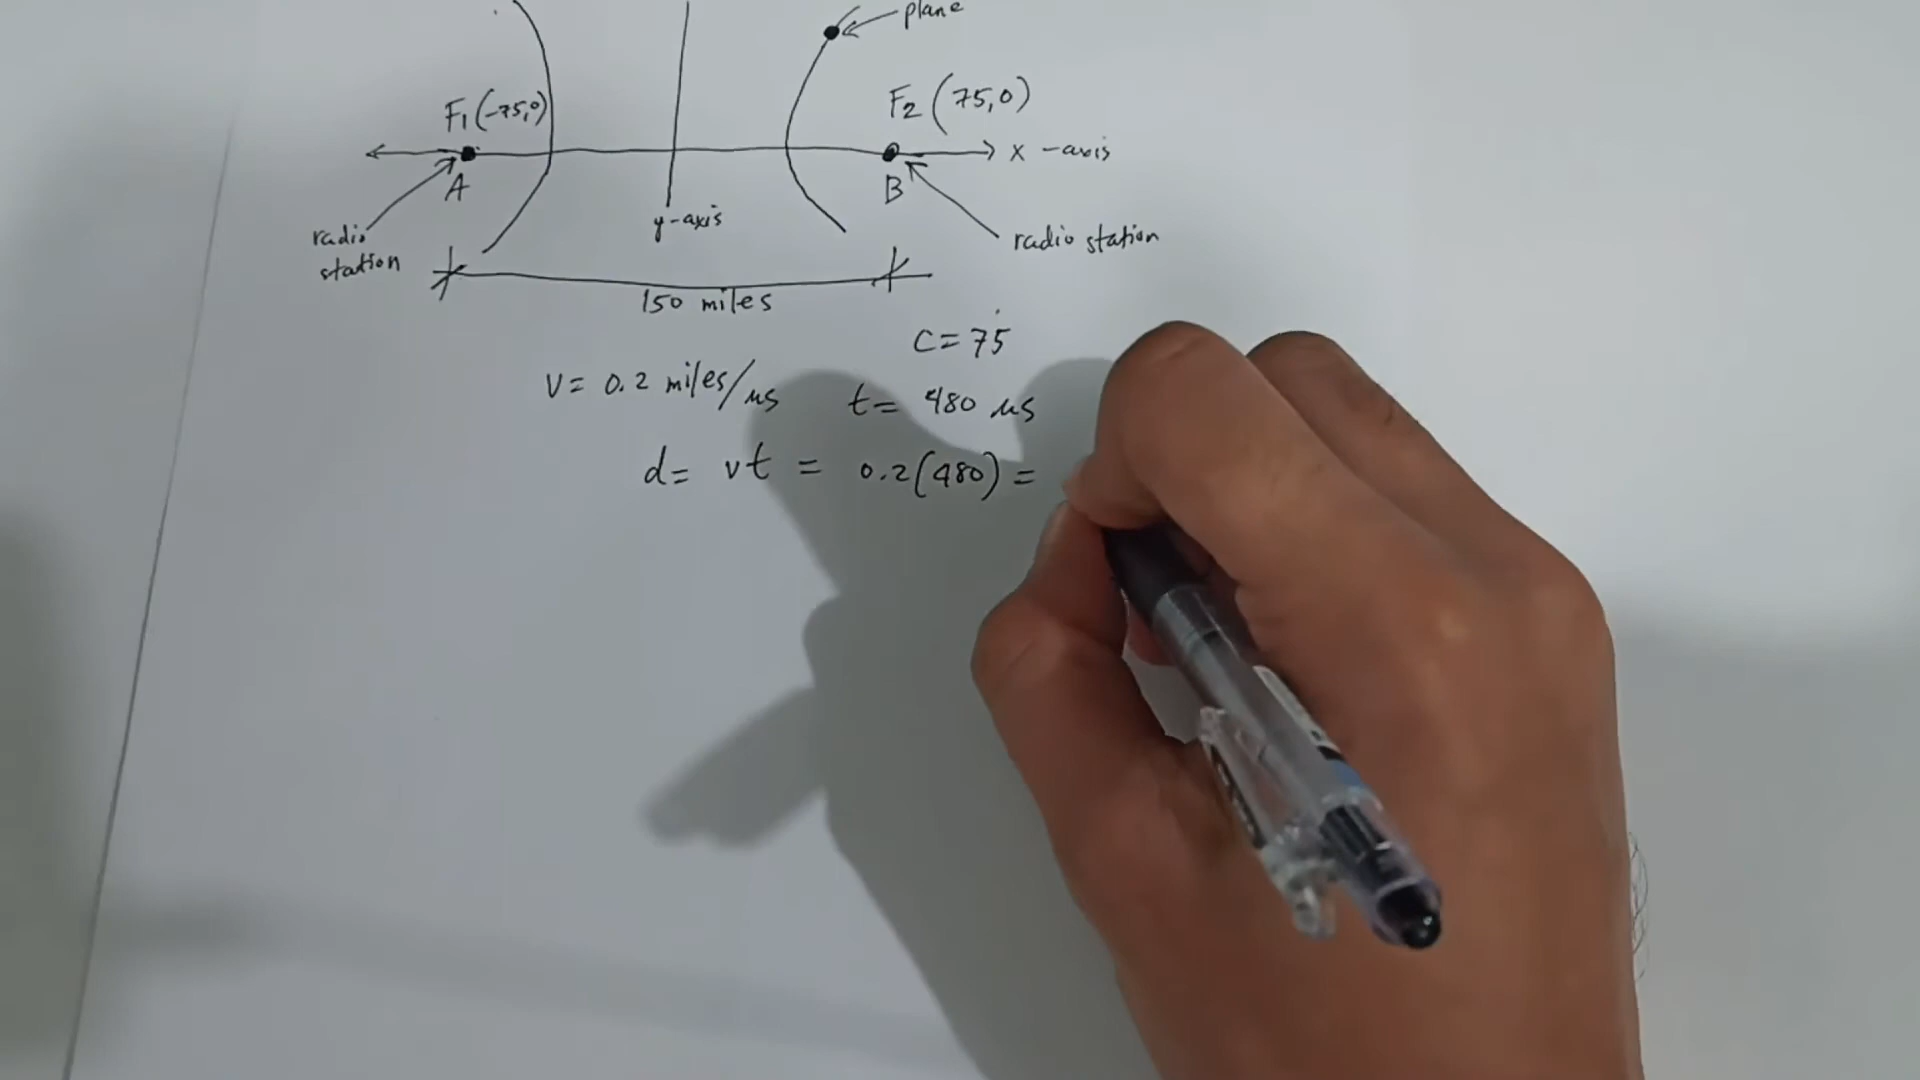 plane
F₁(-75,0)
F₂ (75,0)
x -axis
A
B
y-axis
radio
station
radio station
150 miles
c = 75
v = 0.2 miles/μs
t = 480 μs
d = vt = 0.2(480) =